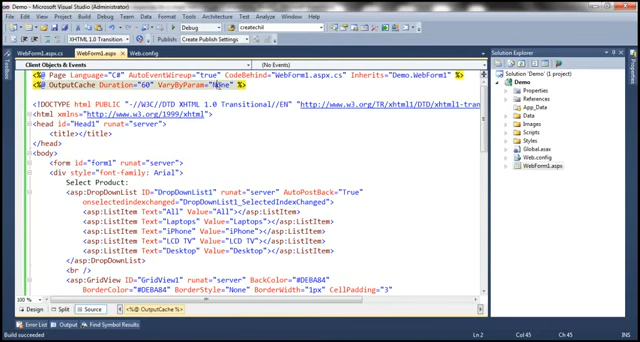 Demo - Microsoft Visual Studio (Administrator)
File Edit View Project Build Debug Team Data Tools Architecture Test Analyze Window Help
createchil
XHTML 1.0 Transition
Publish: Create Publish Settings
WebForm1.aspx.cs WebForm1.aspx Web.config
Client Objects & Events (No Events)
<%@ Page Language="C#" AutoEventWireup="true" CodeBehind="WebForm1.aspx.cs" Inherits="Demo.WebForm1" %>
<%@ OutputCache Duration="60" VaryByParam="None" %>
<!DOCTYPE html PUBLIC "-//W3C//DTD XHTML 1.0 Transitional//EN" "http://www.w3.org/TR/xhtml1/DTD/xhtml1-tran
<html xmlns="http://www.w3.org/1999/xhtml">
<head id="Head1" runat="server">
<title></title>
</head>
<body>
<form id="form1" runat="server">
<div style="font-family: Arial">
Select Product:
<asp:DropDownList ID="DropDownList1" runat="server" AutoPostBack="True"
onselectedindexchanged="DropDownList1_SelectedIndexChanged">
<asp:ListItem Text="All" Value="All"></asp:ListItem>
<asp:ListItem Text="Laptops" Value="Laptops"></asp:ListItem>
<asp:ListItem Text="iPhone" Value="iPhone"></asp:ListItem>
<asp:ListItem Text="LCD TV" Value="LCD TV"></asp:ListItem>
<asp:ListItem Text="Desktop" Value="Desktop"></asp:ListItem>
</asp:DropDownList>
<br />
<asp:GridView ID="GridView1" runat="server" BackColor="#DEBA84"
BorderColor="#DEBA84" BorderStyle="None" BorderWidth="1px" CellPadding="3"
100 %
Design Split Source <%@ OutputCache %>
Error List Output Find Symbol Results
Build succeeded Ln 2 Col 45 Ch 45 INS
Toolbox
Solution Explorer
Solution 'Demo' (1 project)
Demo
Properties
References
App_Data
Data
Images
Scripts
Styles
Global.asax
Web.config
WebForm1.aspx
Properties